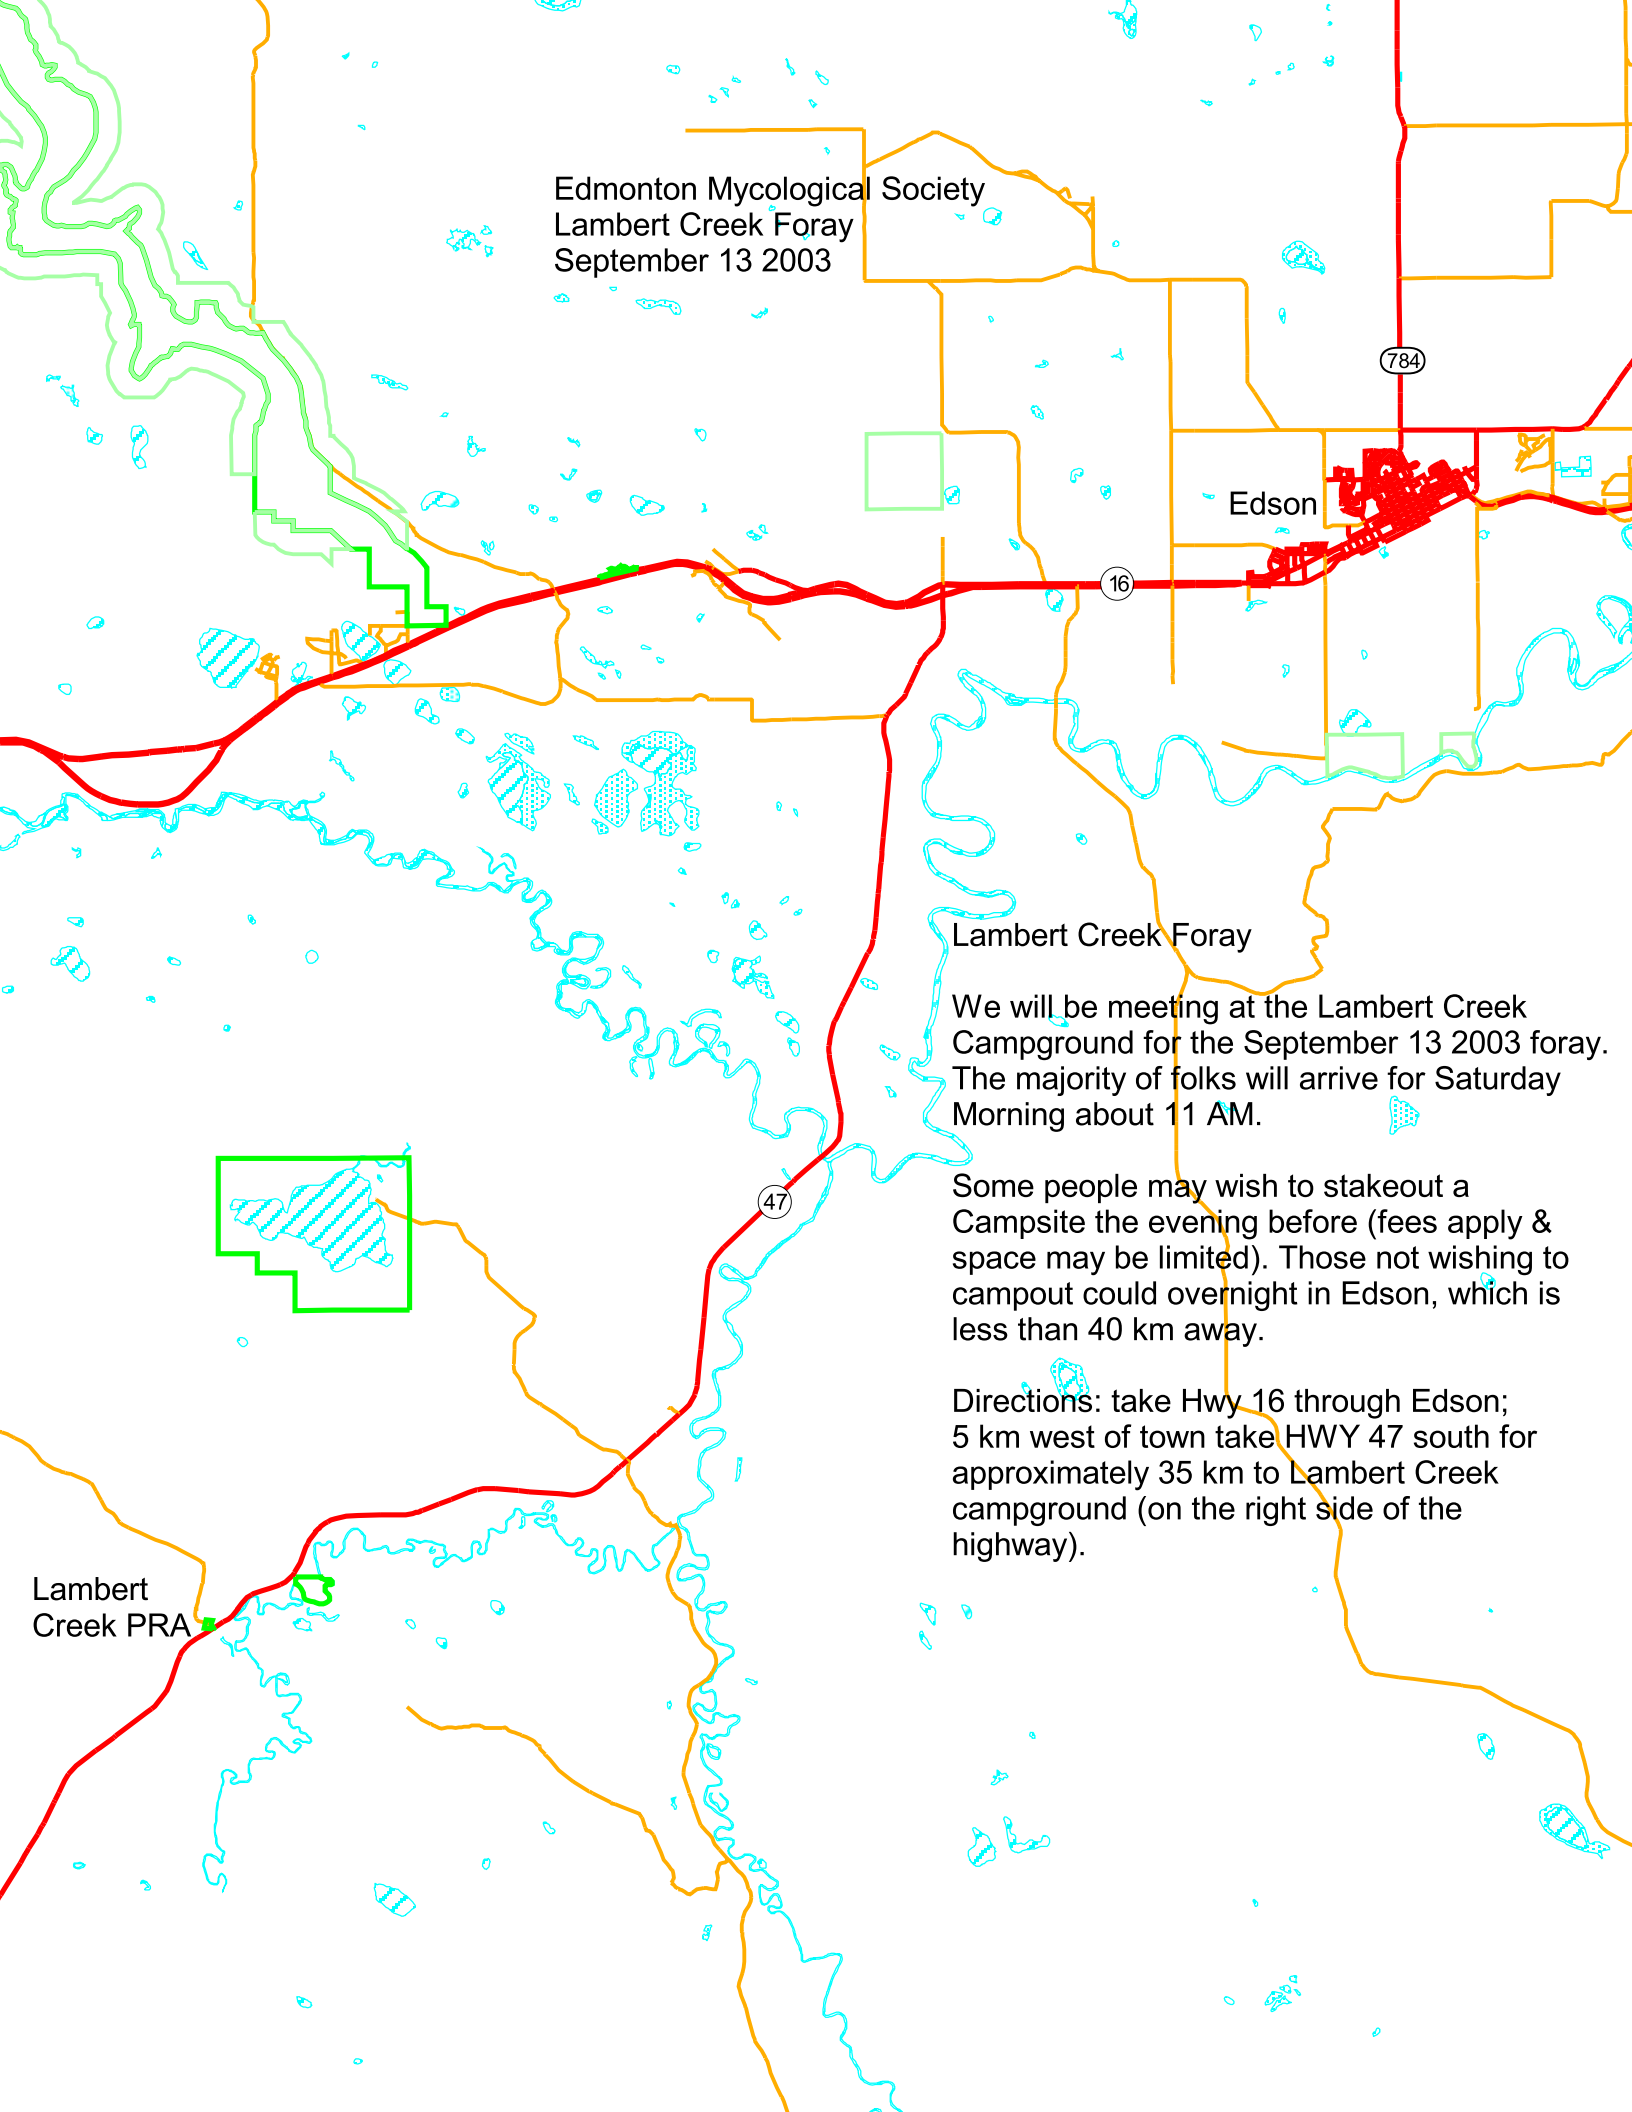 Edmonton Mycological Society
Lambert Creek Foray
September 13 2003
784
Edson
16
Lambert Creek Foray
We will be meeting at the Lambert Creek
Campground for the September 13 2003 foray.
The majority of folks will arrive for Saturday
Morning about 11 AM.
47
Some people may wish to stakeout a
Campsite the evening before (fees apply &
space may be limited). Those not wishing to
campout could overnight in Edson, which is
less than 40 km away.
Directions: take Hwy 16 through Edson;
5 km west of town take HWY 47 south for
approximately 35 km to Lambert Creek
campground (on the right side of the
highway).
Lambert
Creek PRA